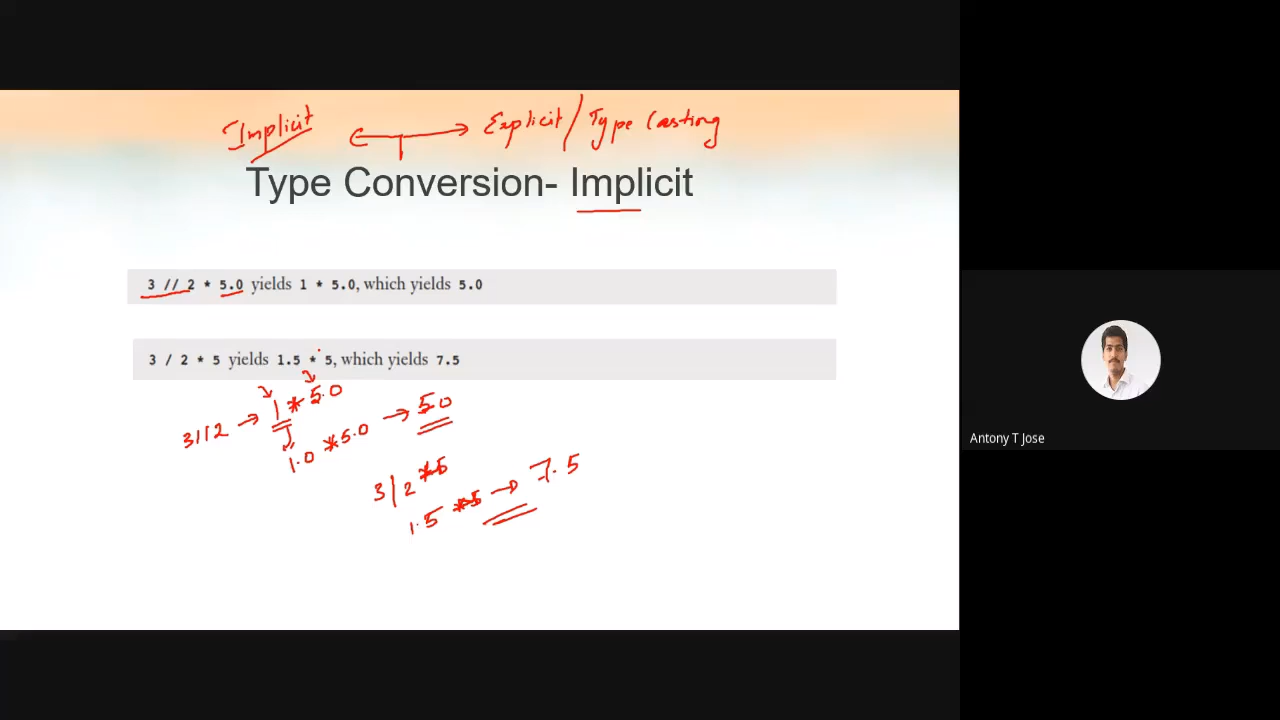 Implicit Explicit / Type Casting
Type Conversion- Implicit
3 // 2 * 5.0 yields 1 * 5.0, which yields 5.0
3 / 2 * 5 yields 1.5 * 5, which yields 7.5
3//2 → 1 * 5.0
1.0 * 5.0 → 5.0
3/2 * 5
1.5 * 5 → 7.5
Antony T Jose